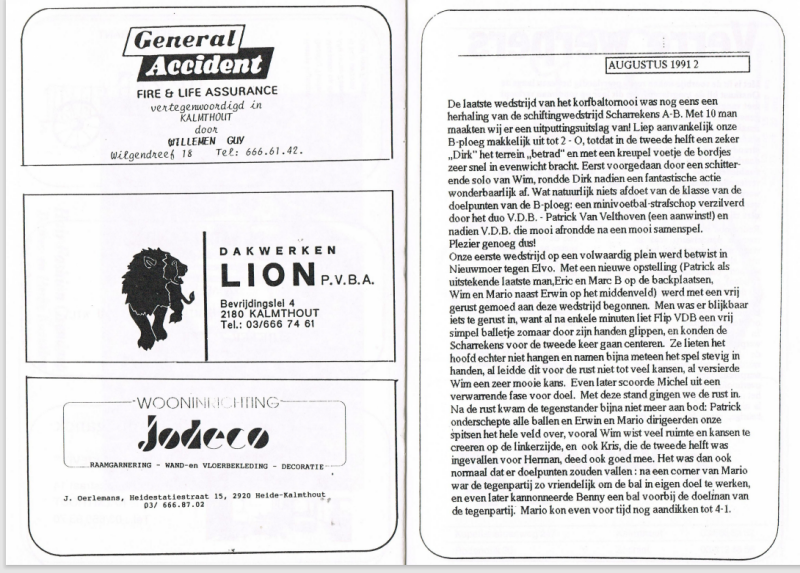 General
Accident
FIRE & LIFE ASSURANCE
vertegenwoordigd in
KALMTHOUT
door
WILLEMEN GUY
Wilgendreef 18 Tel: 666.61.42.
DAKWERKEN
LION P.V.B.A.
Bevrijdingslei 4
2180 KALMTHOUT
Tel.: 03/666 74 61
WOONINRICHTING
Jodeco
RAAMGARNERING - WAND-en VLOERBEKLEDING - DECORATIE
J. Oerlemans, Heidestatiestraat 15, 2920 Heide-Kalmthout
03/ 666.87.02
AUGUSTUS 1991 2
De laatste wedstrijd van het korfbaltornooi was nog eens een
herhaling van de schiftingwedstrijd Scharrekens A-B. Met 10 man
maakten wij er een uitputtingsuitslag van! Liep aanvankelijk onze
B-ploeg makkelijk uit tot 2 - O, totdat in de tweede helft een zeker
„Dirk" het terrein „betrad" en met een kreupel voetje de bordjes
zeer snel in evenwicht bracht. Eerst voorgedaan door een schitter-
ende solo van Wim, rondde Dirk nadien een fantastische actie
wonderbaarlijk af. Wat natuurlijk niets afdoet van de klasse van de
doelpunten van de B-ploeg: een minivoetbal-strafschop verzilverd
door het duo V.D.B. - Patrick Van Velthoven (een aanwinst!) en
nadien V.D.B. die mooi afrondde na een mooi samenspel.
Plezier genoeg dus!
Onze eerste wedstrijd op een volwaardig plein werd betwist in
Nieuwmoer tegen Elvo. Met een nieuwe opstelling (Patrick als
uitstekende laatste man,Eric en Marc B op de backplaatsen,
Wim en Mario naast Erwin op het middenveld) werd met een vrij
gerust gemoed aan deze wedstrijd begonnen. Men was er blijkbaar
iets te gerust in, want al na enkele minuten liet Flip VDB een vrij
simpel balletje zomaar door zijn handen glippen, en konden de
Scharrekens voor de tweede keer gaan centeren. Ze lieten het
hoofd echter niet hangen en namen bijna meteen het spel stevig in
handen, al leidde dit voor de rust niet tot veel kansen, al versierde
Wim een zeer mooie kans. Even later scoorde Michel uit een
verwarrende fase voor doel. Met deze stand gingen we de rust in.
Na de rust kwam de tegenstander bijna niet meer aan bod: Patrick
onderschepte alle ballen en Erwin en Mario dirigeerden onze
spitsen het hele veld over, vooral Wim wist veel ruimte en kansen te
creeren op de linkerzijde, en ook Kris, die de tweede helft was
ingevallen voor Herman, deed ook goed mee. Het was dan ook
normaal dat er doelpunten zouden vallen : na een corner van Mario
war de tegenpartij zo vriendelijk om de bal in eigen doel te werken,
en even later kannonneerde Benny een bal voorbij de doelman van
de tegenpartij. Mario kon even voor tijd nog aandikken tot 4-1.